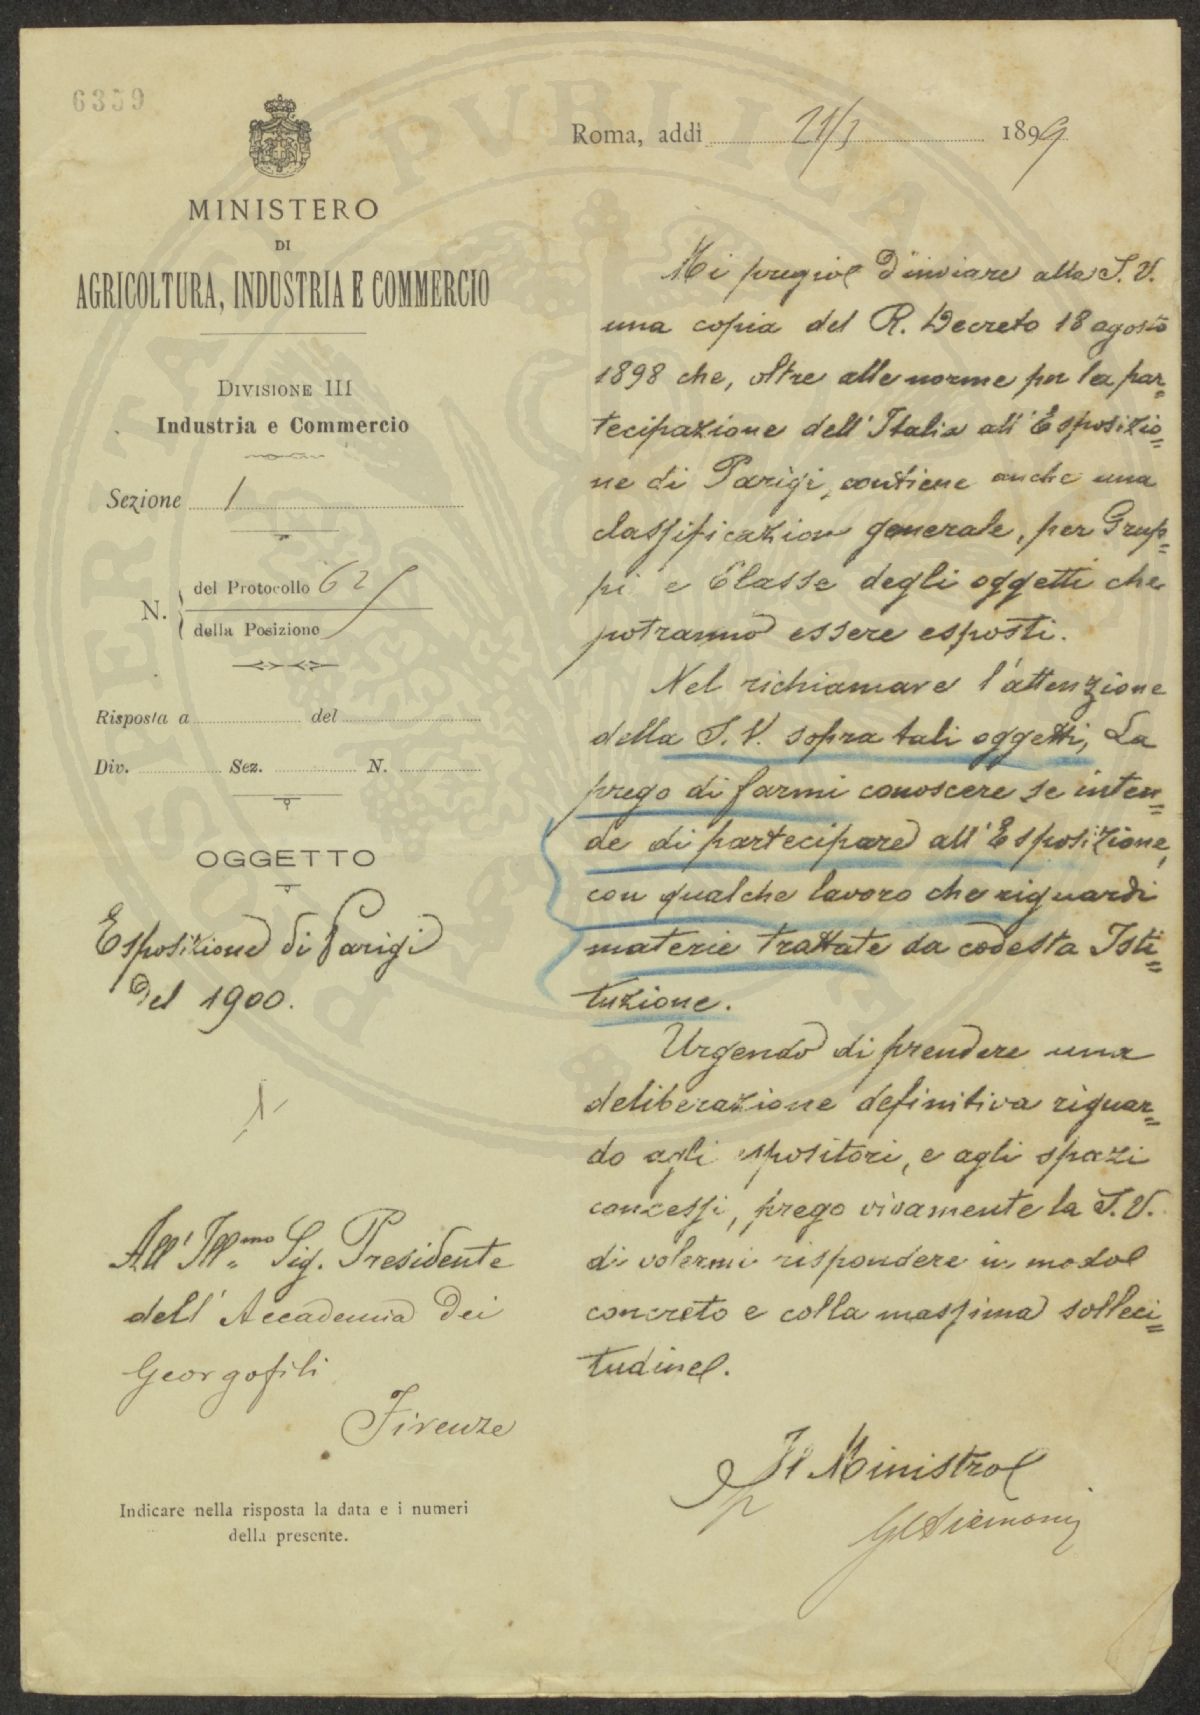 6359
MINISTERO
DI
AGRICOLTURA, INDUSTRIA E COMMERCIO
DIVISIONE III
Industria e Commercio
Sezione 1
N. del Protocollo 625
della Posizione
Risposta a del
Div. Sez. N.
OGGETTO
Esposizione di Parigi
del 1900.
All' Ill.mo Sig. Presidente
dell' Accademia dei
Georgofili
Firenze
Indicare nella risposta la data e i numeri
della presente.
Roma, addì 21/3 1899
Mi pregio d'inviare alla S. V.
una copia del R. Decreto 18 agosto
1898 che, oltre alle norme per la par=
tecipazione dell' Italia all' Esposizio=
ne di Parigi, contiene anche una
classificazion generale, per Grup=
pi e Classe degli oggetti che
potranno essere esposti.
Nel richiamare l'attenzione
della S. V. sopra tali oggetti, La
prego di farmi conoscere se inten=
de di partecipare all' Esposizione,
con qualche lavoro che riguardi
materie trattate da codesta Isti=
tuzione.
Urgendo di prendere una
deliberazione definitiva riguar=
do agli espositori, e agli spazi
concessi, prego vivamente la S. V.
di volermi rispondere in modo
concreto e colla massima solleci=
tudine.
Il Ministro